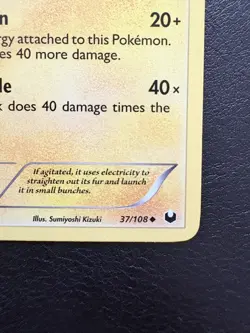 n 20+
rgy attached to this Pokémon.
es 40 more damage.
le 40×
k does 40 damage times the
If agitated, it uses electricity to
straighten out its fur and launch
it in small bunches.
Illus. Sumiyoshi Kizuki 37/108 ◆